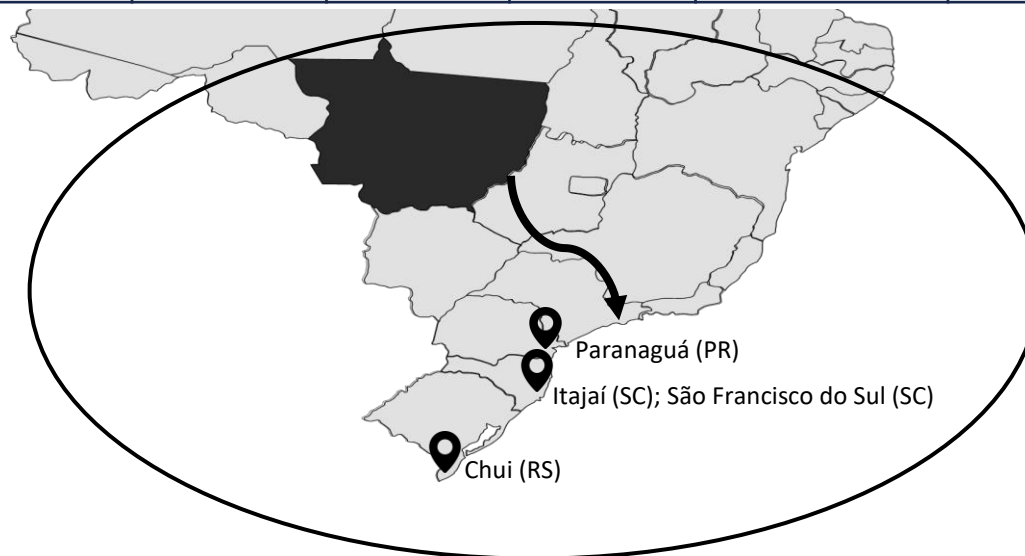 Paranaguá (PR)
Itajaí (SC); São Francisco do Sul (SC)
Chui (RS)